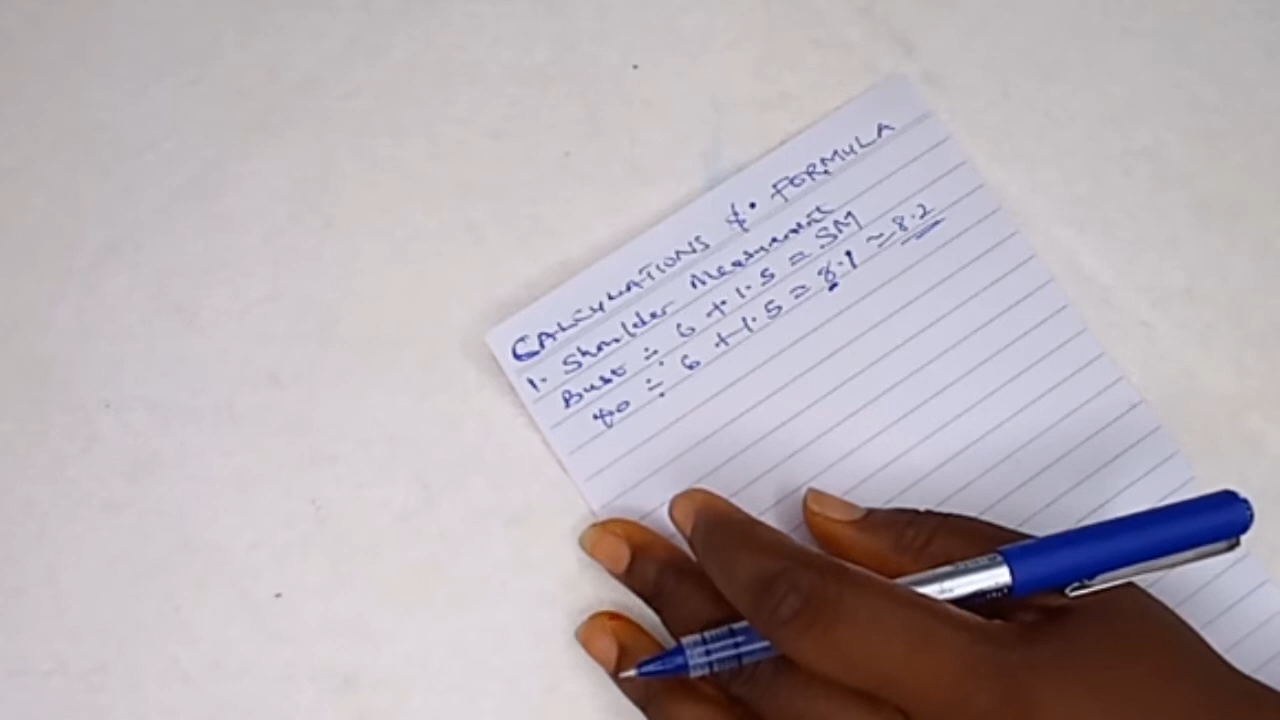 CALCULATIONS &. FORMULA
1. Shoulder Measurement
Bust ÷ 6 + 1.5 = SM
40 ÷ 6 + 1.5 = 8.1 ≈ 8.2